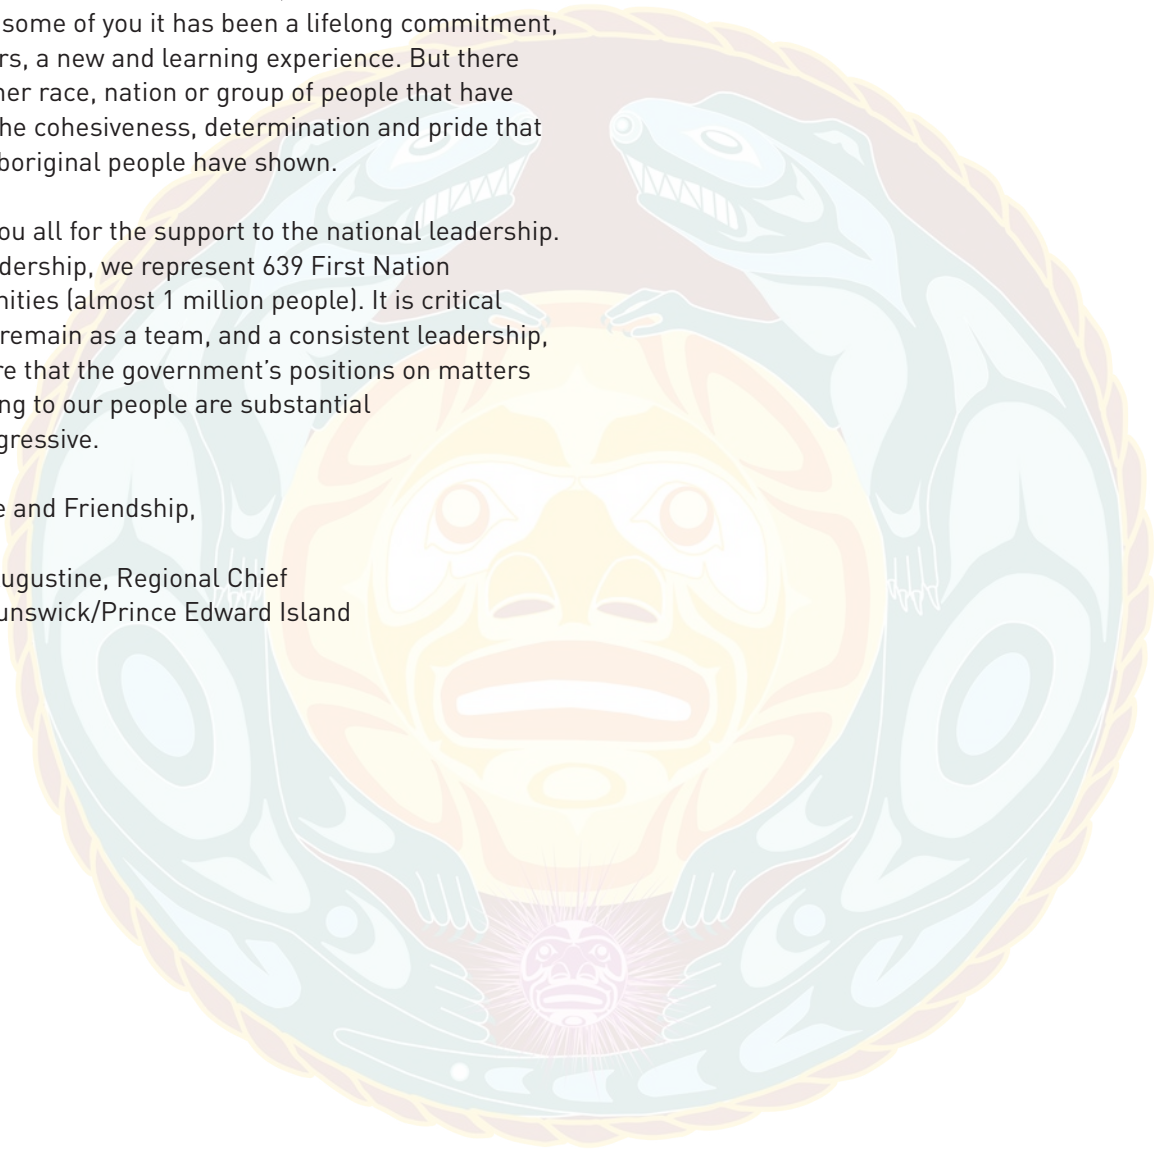 some of you it has been a lifelong commitment,
rs, a new and learning experience. But there
her race, nation or group of people that have
he cohesiveness, determination and pride that
boriginal people have shown.
ou all for the support to the national leadership.
dership, we represent 639 First Nation
nities (almost 1 million people). It is critical
remain as a team, and a consistent leadership,
re that the government’s positions on matters
ng to our people are substantial
gressive.
e and Friendship,
ugustine, Regional Chief
unswick/Prince Edward Island